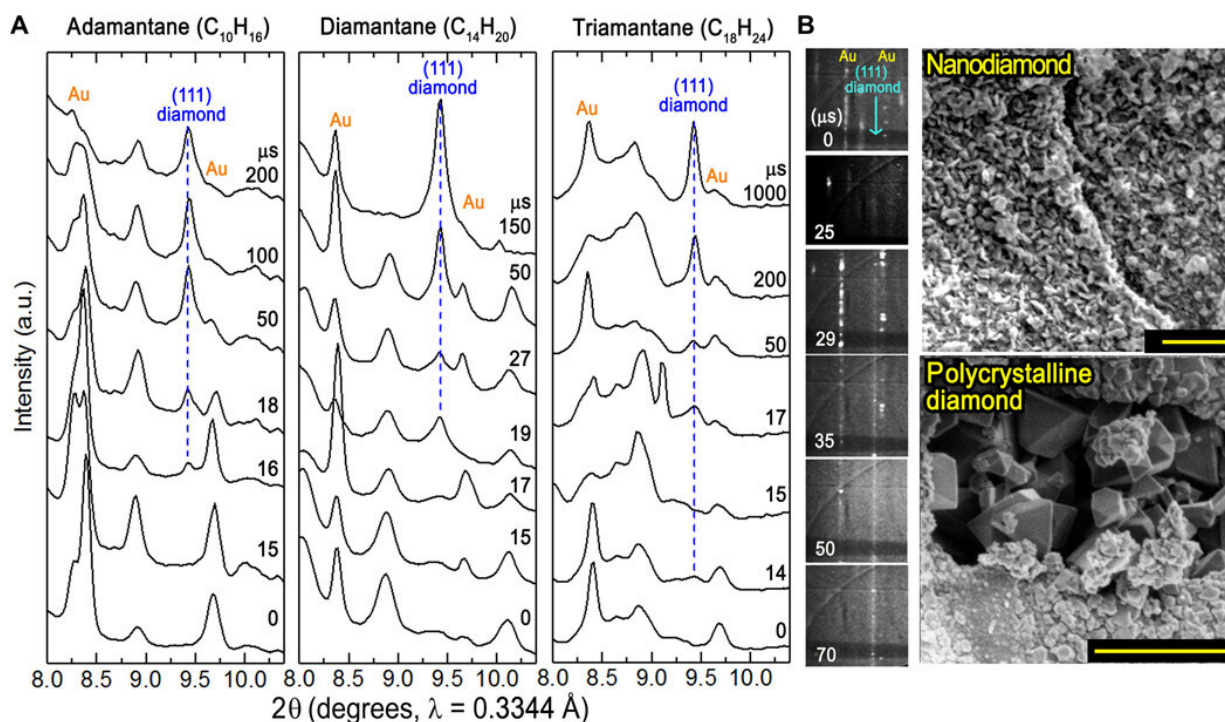 A
Adamantane (C₁₀H₁₆)
Au
(111)
diamond
Au
μs
200
100
50
18
16
15
0
8.0 8.5 9.0 9.5 10.0
Diamantane (C₁₄H₂₀)
Au
(111)
diamond
Au
μs
150
50
27
19
17
15
0
8.0 8.5 9.0 9.5 10.0
Triamantane (C₁₈H₂₄)
Au
(111)
diamond
Au
μs
1000
200
50
17
15
14
0
8.0 8.5 9.0 9.5 10.0
Intensity (a.u.)
2θ (degrees, λ = 0.3344 Å)
B
Au Au
(111)
diamond
(μs)
0
25
29
35
50
70
Nanodiamond
Polycrystalline
diamond